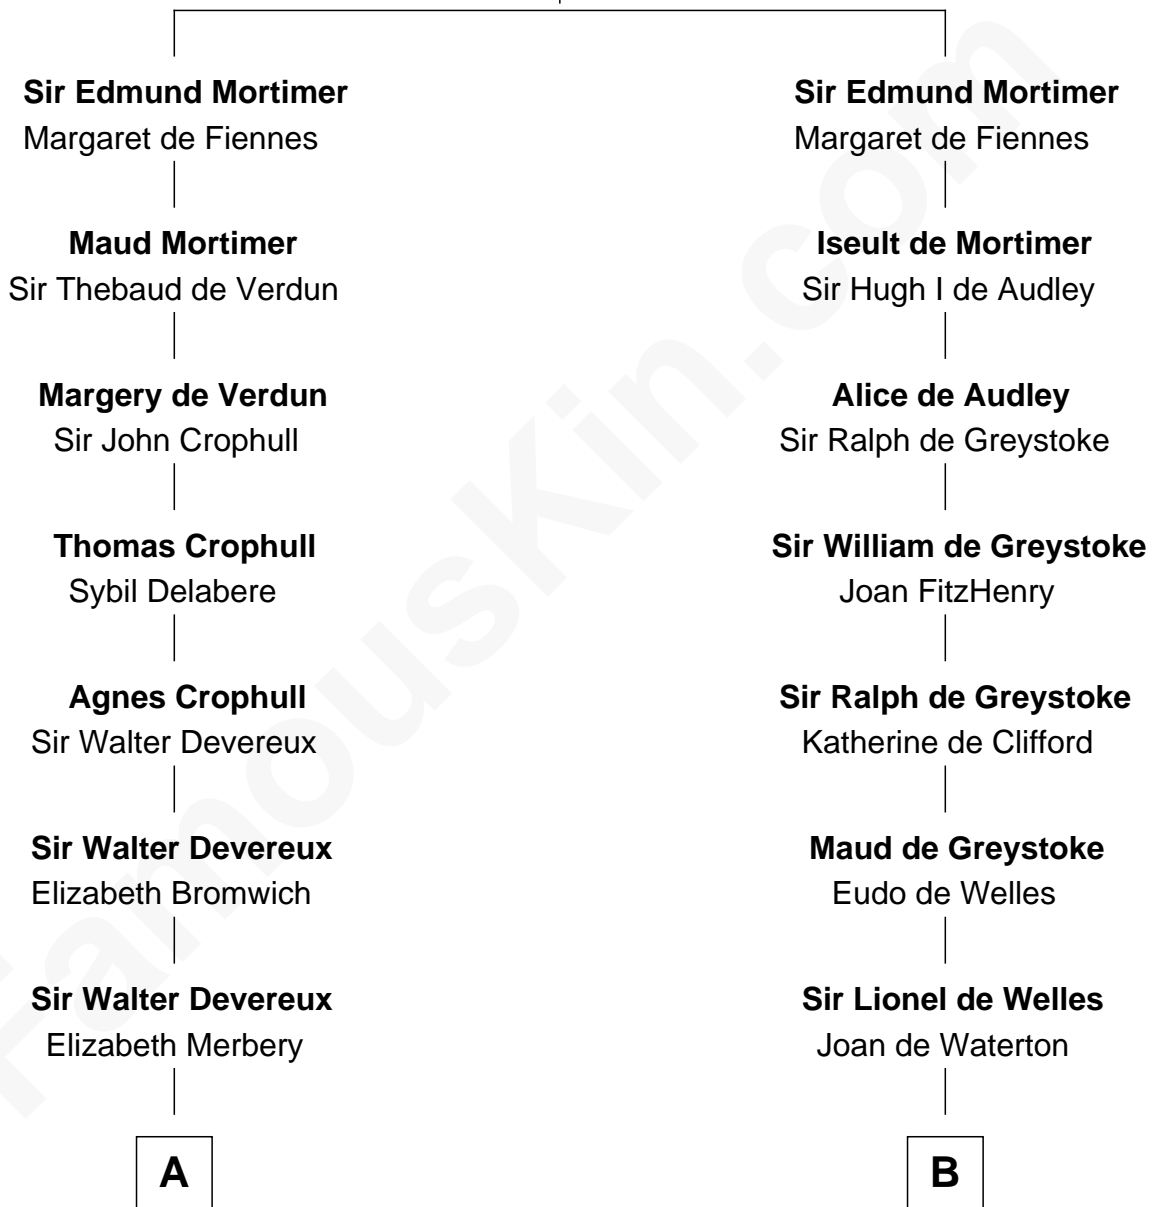 Sir Edmund Mortimer
Margaret de Fiennes
Maud Mortimer
Sir Thebaud de Verdun
Margery de Verdun
Sir John Crophull
Thomas Crophull
Sybil Delabere
Agnes Crophull
Sir Walter Devereux
Sir Walter Devereux
Elizabeth Bromwich
Sir Walter Devereux
Elizabeth Merbery
A
Sir Edmund Mortimer
Margaret de Fiennes
Iseult de Mortimer
Sir Hugh I de Audley
Alice de Audley
Sir Ralph de Greystoke
Sir William de Greystoke
Joan FitzHenry
Sir Ralph de Greystoke
Katherine de Clifford
Maud de Greystoke
Eudo de Welles
Sir Lionel de Welles
Joan de Waterton
B
FamousKin.com